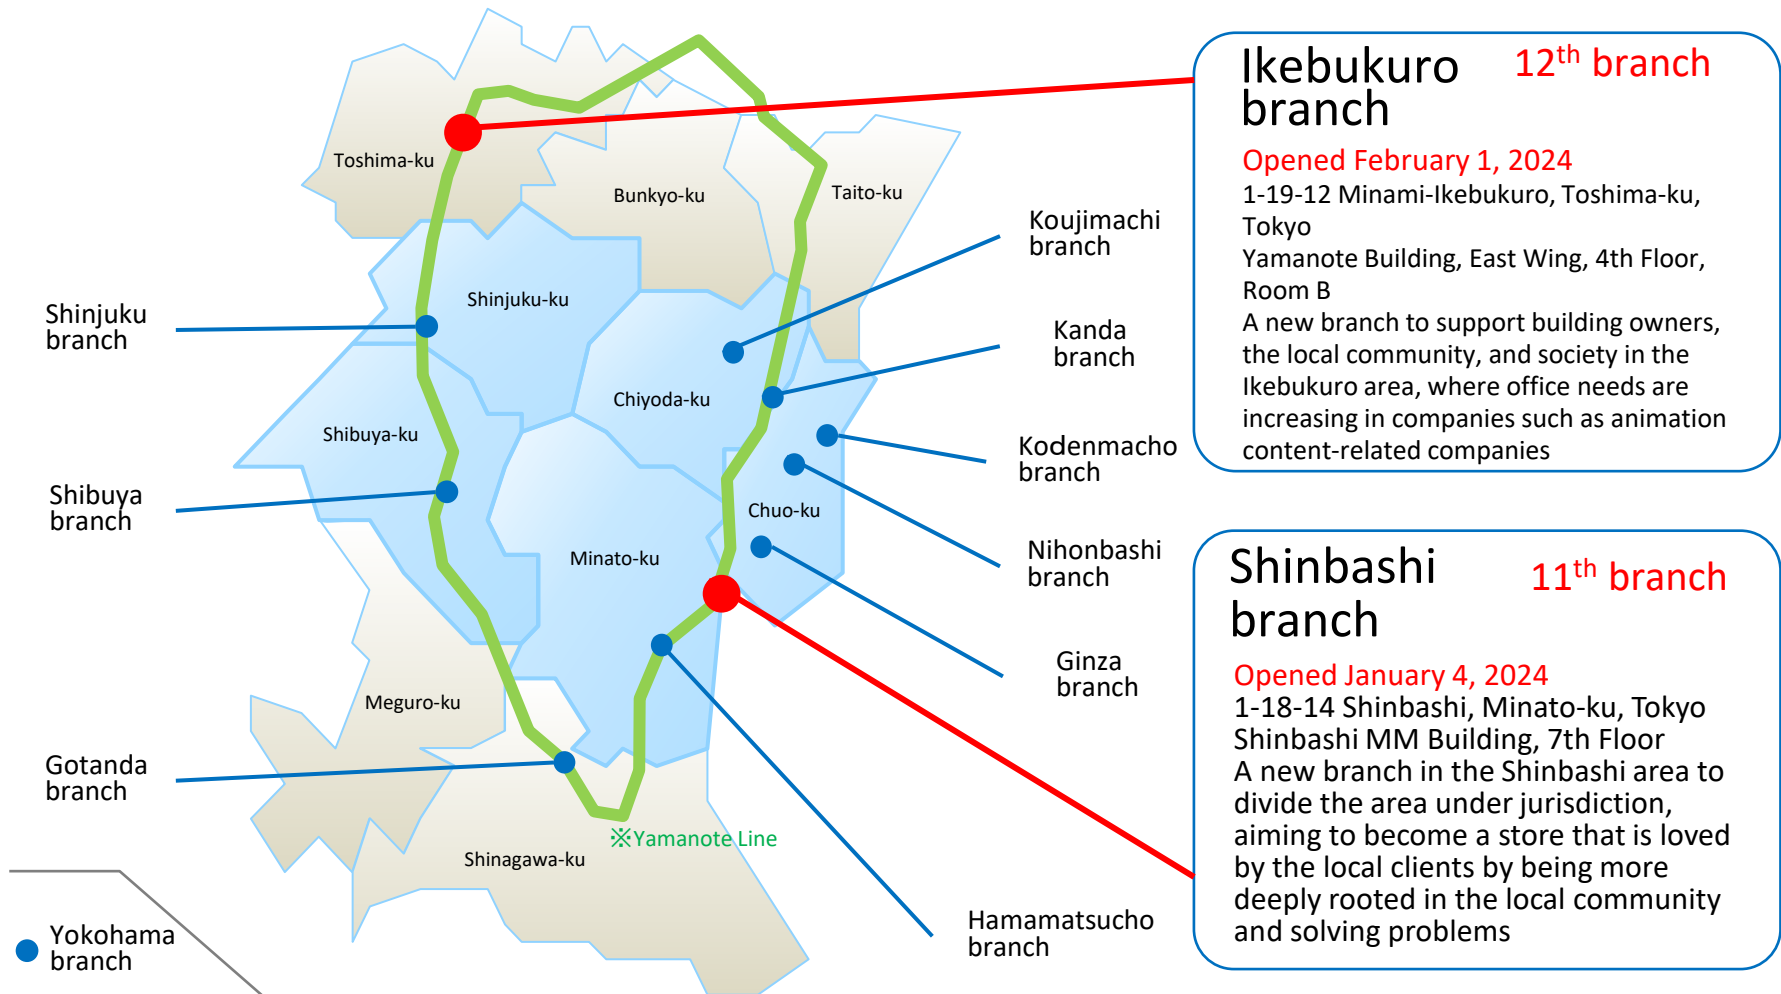 Ikebukuro
branch
12th branch
Opened February 1, 2024
1-19-12 Minami-Ikebukuro, Toshima-ku,
Tokyo
Yamanote Building, East Wing, 4th Floor,
Room B
A new branch to support building owners,
the local community, and society in the
Ikebukuro area, where office needs are
increasing in companies such as animation
content-related companies
Shinbashi
branch
11th branch
Opened January 4, 2024
1-18-14 Shinbashi, Minato-ku, Tokyo
Shinbashi MM Building, 7th Floor
A new branch in the Shinbashi area to
divide the area under jurisdiction,
aiming to become a store that is loved
by the local clients by being more
deeply rooted in the local community
and solving problems
Toshima-ku
Bunkyo-ku
Taito-ku
Shinjuku-ku
Chiyoda-ku
Shibuya-ku
Chuo-ku
Minato-ku
Meguro-ku
Shinagawa-ku
※Yamanote Line
Shinjuku
branch
Shibuya
branch
Gotanda
branch
Yokohama
branch
Koujimachi
branch
Kanda
branch
Kodenmacho
branch
Nihonbashi
branch
Ginza
branch
Hamamatsucho
branch